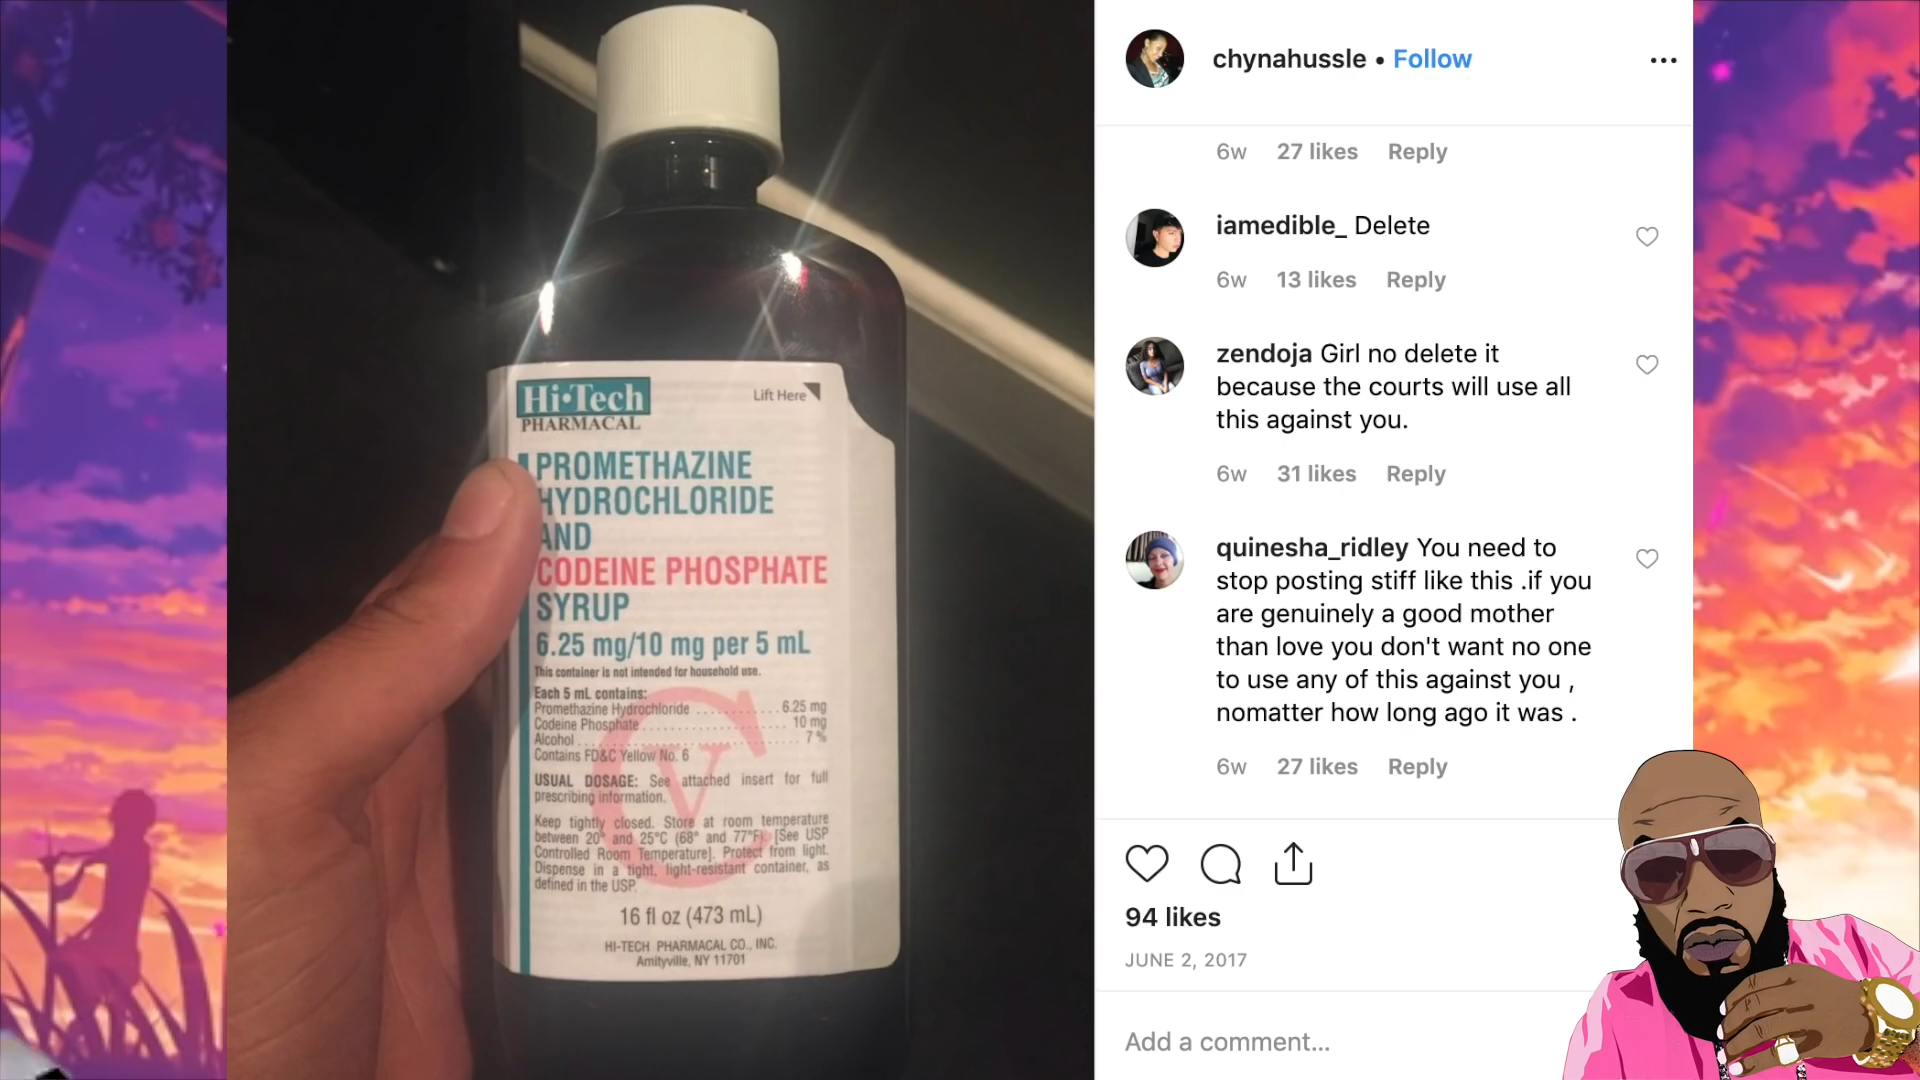 Hi•Tech
PHARMACAL
Lift Here
PROMETHAZINE
HYDROCHLORIDE
AND
CODEINE PHOSPHATE
SYRUP
6.25 mg/10 mg per 5 mL
This container is not intended for household use.
Each 5 mL contains:
Promethazine Hydrochloride . . . . . . . . . . . . 6.25 mg
Codeine Phosphate . . . . . . . . . . . . . . . . . . 10 mg
Alcohol . . . . . . . . . . . . . . . . . . . . . . . . . . 7 %
Contains FD&C Yellow No. 6
USUAL DOSAGE: See attached insert for full
prescribing information.
Keep tightly closed. Store at room temperature
between 20° and 25°C (68° and 77°F). [See USP
Controlled Room Temperature]. Protect from light.
Dispense in a tight, light-resistant container, as
defined in the USP.
CV
16 fl oz (473 mL)
HI-TECH PHARMACAL CO., INC.
Amityville, NY 11701
chynahussle • Follow
6w 27 likes Reply
iamedible_ Delete
6w 13 likes Reply
zendoja Girl no delete it
because the courts will use all
this against you.
6w 31 likes Reply
quinesha_ridley You need to
stop posting stiff like this .if you
are genuinely a good mother
than love you don't want no one
to use any of this against you ,
nomatter how long ago it was .
6w 27 likes Reply
94 likes
JUNE 2, 2017
Add a comment...